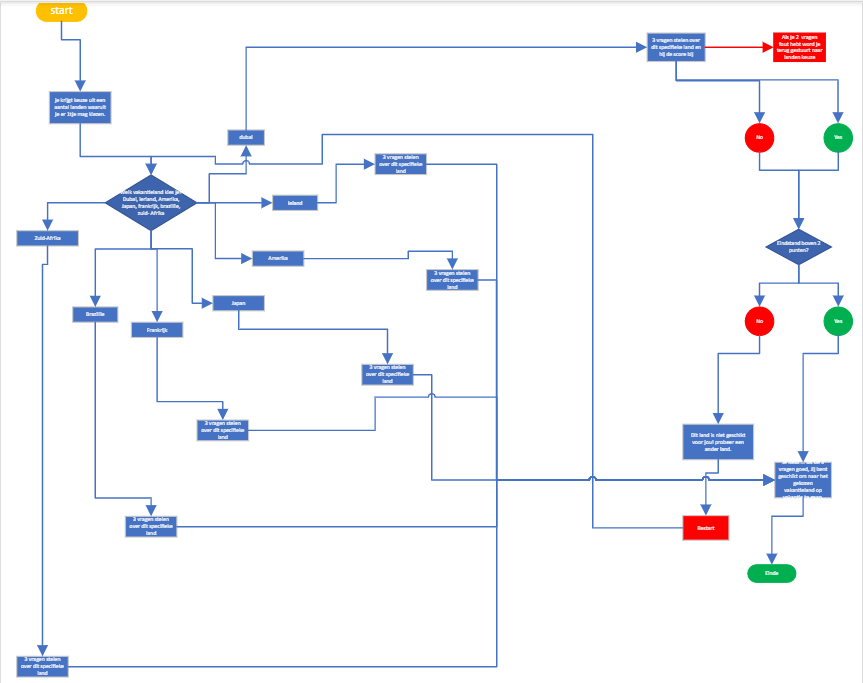 start
Je krijgt keuze uit een
aantal landen waaruit
je er 1tje mag kiezen.
welk vakantieland kies je?
Dubai, Ierland, Amerika,
Japan, frankrijk, brazilie,
zuid- Afrika
dubai
3 vragen stelen over
dit specifieke land en
hij de score bij
Als je 2 vragen
fout hebt word je
terug gestuurt naar
landen keuze
No
Yes
3 vragen stelen
over dit specifieke
land
Ieland
Zuid-Afrika
Amerika
3 vragen stelen
over dit specifieke
land
Eindstand boven 2
punten?
Japan
Brazilie
Frankrijk
No
Yes
3 vragen stelen
over dit specifieke
land
3 vragen stelen
over dit specifieke
land
Dit land is niet geschikt
voor jou! probeer een
ander land.
vragen goed, Jij bent
geschikt om naar het
gekozen
vakantieland op
3 vragen stelen
over dit specifieke
land
Restart
Einde
3 vragen stelen
over dit specifieke
land